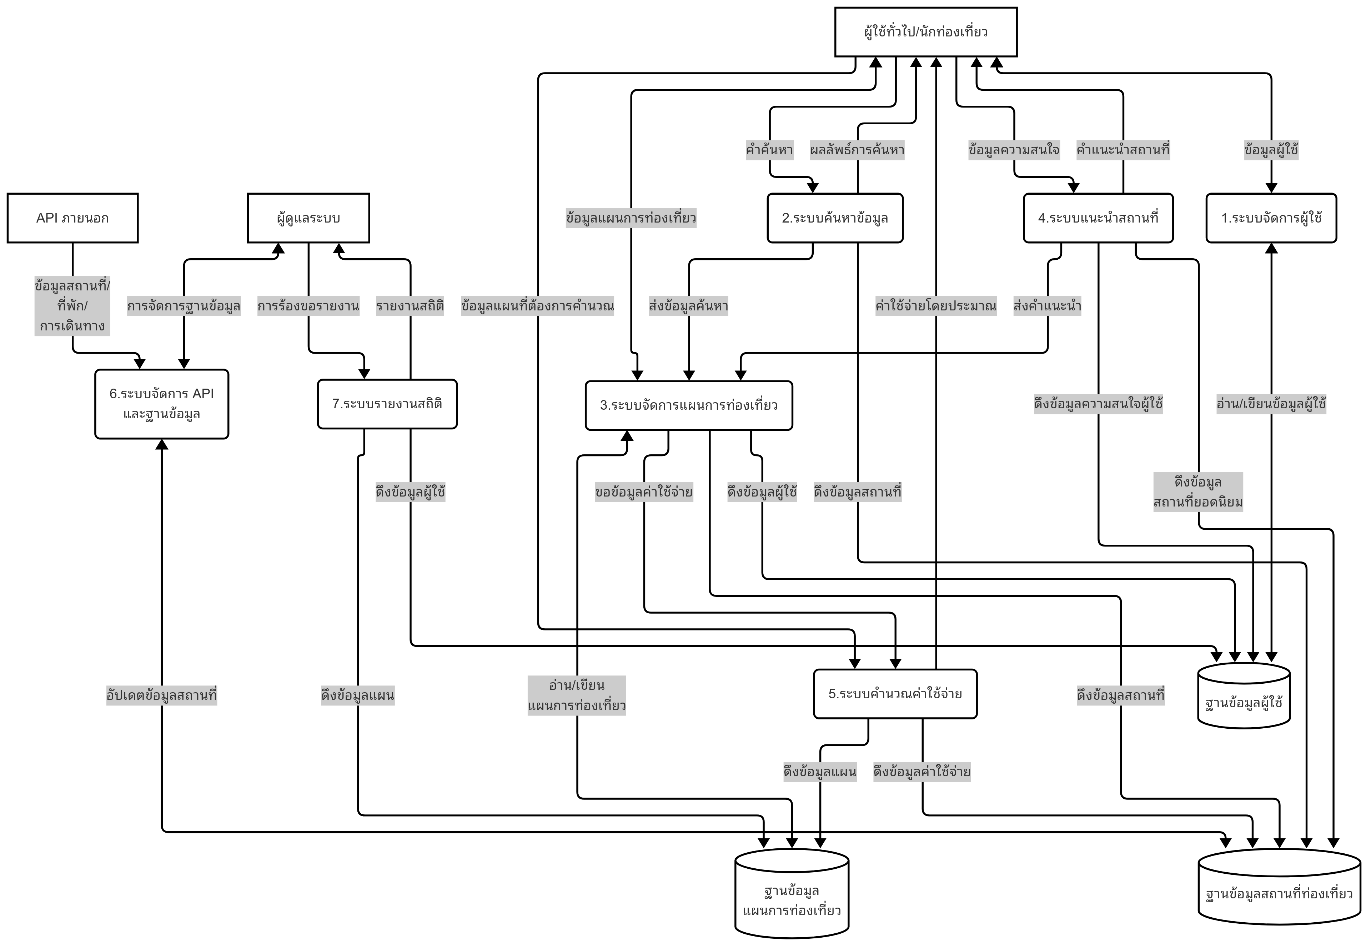 ผู้ใช้ทั่วไป/นักท่องเที่ยว
คำค้นหา
ผลลัพธ์การค้นหา
ข้อมูลความสนใจ
คำแนะนำสถานที่
ข้อมูลผู้ใช้
API ภายนอก
ผู้ดูแลระบบ
ข้อมูลแผนการท่องเที่ยว
2.ระบบค้นหาข้อมูล
4.ระบบแนะนำสถานที่
1.ระบบจัดการผู้ใช้
ข้อมูลสถานที่/
ที่พัก/
การเดินทาง
การจัดการฐานข้อมูล
การร้องขอรายงาน
รายงานสถิติ
ข้อมูลแผนที่ต้องการคำนวณ
ส่งข้อมูลค้นหา
ค่าใช้จ่ายโดยประมาณ
ส่งคำแนะนำ
6.ระบบจัดการ API
และฐานข้อมูล
7.ระบบรายงานสถิติ
3.ระบบจัดการแผนการท่องเที่ยว
ดึงข้อมูลความสนใจผู้ใช้
อ่าน/เขียนข้อมูลผู้ใช้
ดึงข้อมูลผู้ใช้
ขอข้อมูลค่าใช้จ่าย
ดึงข้อมูลผู้ใช้
ดึงข้อมูลสถานที่
ดึงข้อมูล
สถานที่ยอดนิยม
อัปเดตข้อมูลสถานที่
ดึงข้อมูลแผน
อ่าน/เขียน
แผนการท่องเที่ยว
5.ระบบคำนวณค่าใช้จ่าย
ดึงข้อมูลสถานที่
ฐานข้อมูลผู้ใช้
ดึงข้อมูลแผน
ดึงข้อมูลค่าใช้จ่าย
ฐานข้อมูล
แผนการท่องเที่ยว
ฐานข้อมูลสถานที่ท่องเที่ยว